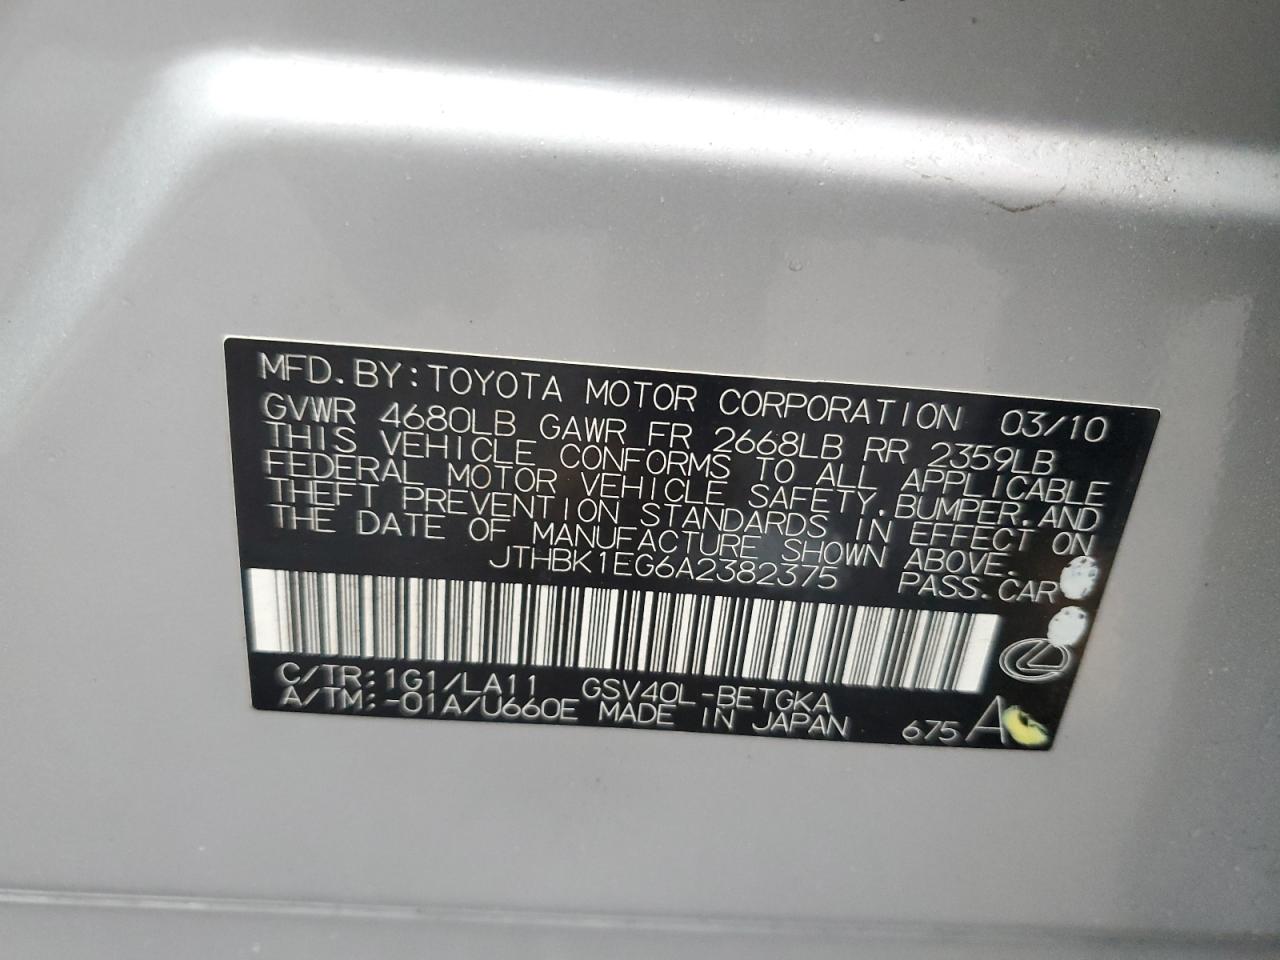 MFD. BY: TOYOTA MOTOR CORPORATION 03/10
GVWR 4680LB GAWR FR 2668LB RR 2359LB
THIS VEHICLE CONFORMS TO ALL APPLICABLE
FEDERAL MOTOR VEHICLE SAFETY, BUMPER, AND
THEFT PREVENTION STANDARDS IN EFFECT ON
THE DATE OF MANUFACTURE SHOWN ABOVE.
JTHBK1EG6A2382375 PASS. CAR
C/TR: 1G1/LA11 GSV40L-BETGKA
A/TM: -01A/U660E MADE IN JAPAN 675 A